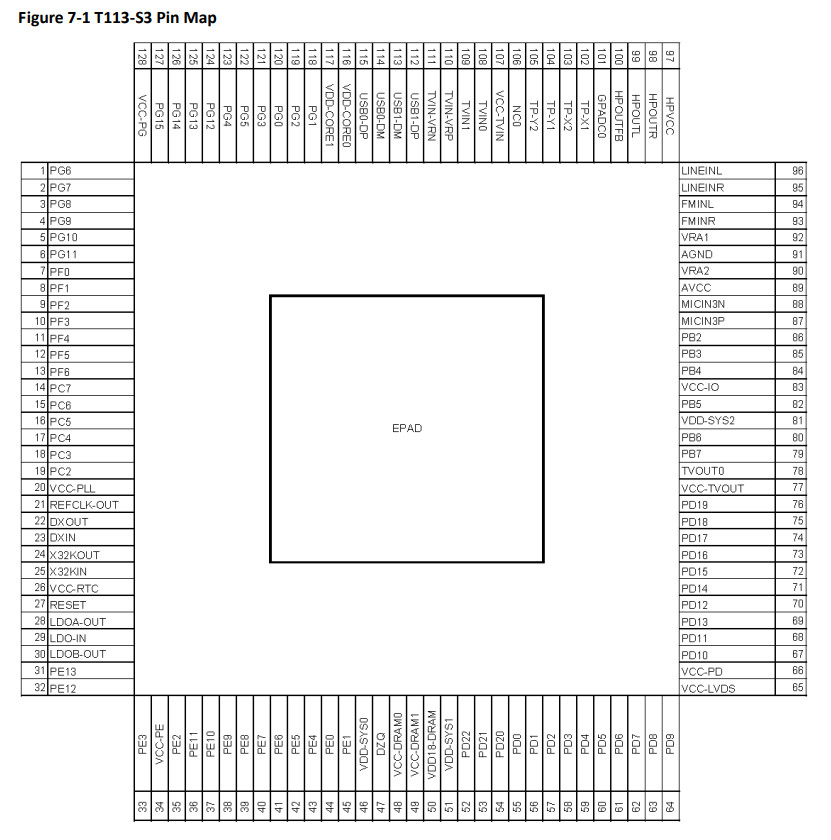 Figure 7-1 T113-S3 Pin Map
128 VCC-PG
127 PG15
126 PG14
125 PG13
124 PG12
123 PG4
122 PG5
121 PG3
120 PG0
119 PG2
118 PG1
117 VDD-CORE1
116 VDD-CORE0
115 USB0-DP
114 USB0-DM
113 USB1-DM
112 USB1-DP
111 TVIN-VRN
110 TVIN-VRP
109 TVIN1
108 TVIN0
107 VCC-TVIN
106 NC0
105 TP-Y2
104 TP-Y1
103 TP-X2
102 TP-X1
101 GPADC0
100 HPOUTFB
99 HPOUTL
98 HPOUTR
97 HPVCC
1 PG6
2 PG7
3 PG8
4 PG9
5 PG10
6 PG11
7 PF0
8 PF1
9 PF2
10 PF3
11 PF4
12 PF5
13 PF6
14 PC7
15 PC6
16 PC5
17 PC4
18 PC3
19 PC2
20 VCC-PLL
21 REFCLK-OUT
22 DXOUT
23 DXIN
24 X32KOUT
25 X32KIN
26 VCC-RTC
27 RESET
28 LDOA-OUT
29 LDO-IN
30 LDOB-OUT
31 PE13
32 PE12
EPAD
LINEINL 96
LINEINR 95
FMINL 94
FMINR 93
VRA1 92
AGND 91
VRA2 90
AVCC 89
MICIN3N 88
MICIN3P 87
PB2 86
PB3 85
PB4 84
VCC-IO 83
PB5 82
VDD-SYS2 81
PB6 80
PB7 79
TVOUT0 78
VCC-TVOUT 77
PD19 76
PD18 75
PD17 74
PD16 73
PD15 72
PD14 71
PD12 70
PD13 69
PD11 68
PD10 67
VCC-PD 66
VCC-LVDS 65
PE3 33
VCC-PE 34
PE2 35
PE11 36
PE10 37
PE9 38
PE8 39
PE7 40
PE6 41
PE5 42
PE4 43
PE0 44
PE1 45
VDD-SYS0 46
DZQ 47
VCC-DRAM0 48
VCC-DRAM1 49
VDD18-DRAM 50
VDD-SYS1 51
PD22 52
PD21 53
PD20 54
PD0 55
PD1 56
PD2 57
PD3 58
PD4 59
PD5 60
PD6 61
PD7 62
PD8 63
PD9 64